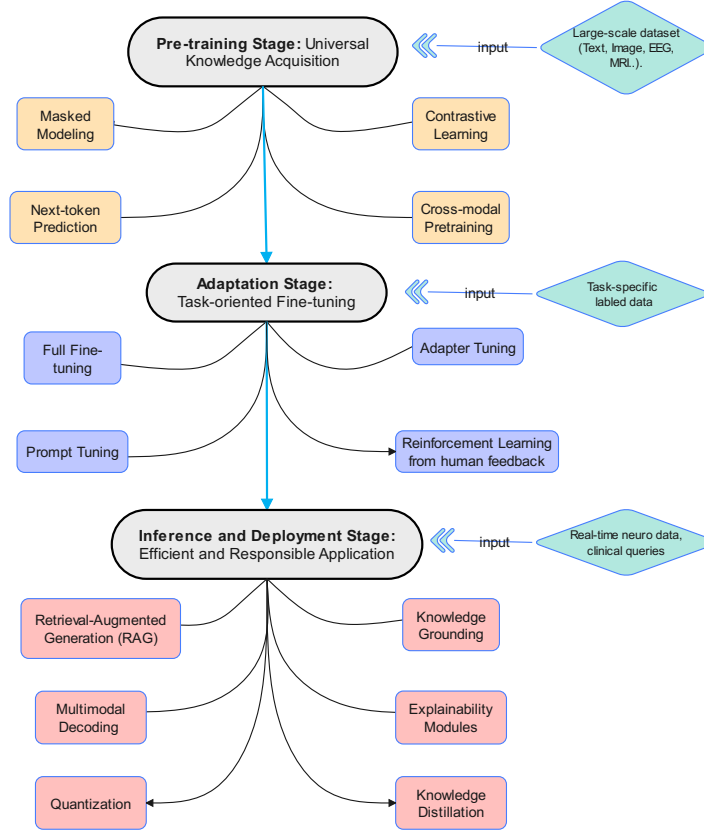 Pre-training Stage: Universal
Knowledge Acquisition
input
Large-scale dataset
(Text, Image, EEG,
MRI..).
Masked
Modeling
Contrastive
Learning
Next-token
Prediction
Cross-modal
Pretraining
Adaptation Stage:
Task-oriented Fine-tuning
input
Task-specific
labled data
Full Fine-
tuning
Adapter Tuning
Prompt Tuning
Reinforcement Learning
from human feedback
Inference and Deployment Stage:
Efficient and Responsible Application
input
Real-time neuro data,
clinical queries
Retrieval-Augmented
Generation (RAG)
Knowledge
Grounding
Multimodal
Decoding
Explainability
Modules
Quantization
Knowledge
Distillation